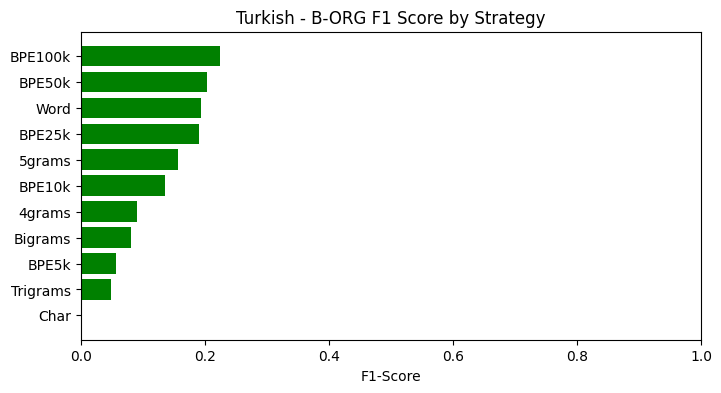 Turkish - B-ORG F1 Score by Strategy
BPE100k
BPE50k
Word
BPE25k
5grams
BPE10k
4grams
Bigrams
BPE5k
Trigrams
Char
0.0 0.2 0.4 0.6 0.8 1.0
F1-Score